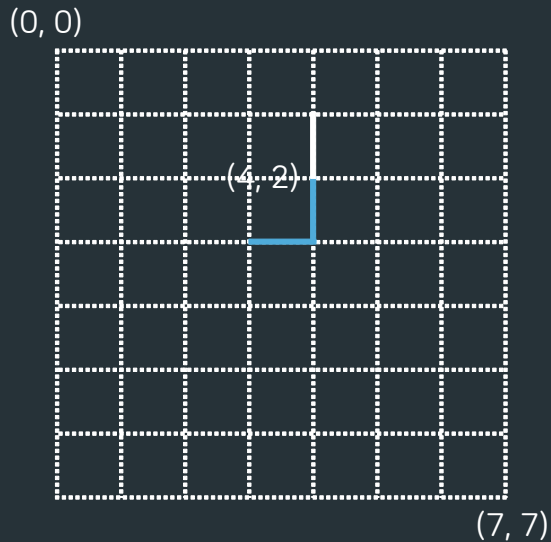 (0, 0)
(4, 2)
(7, 7)